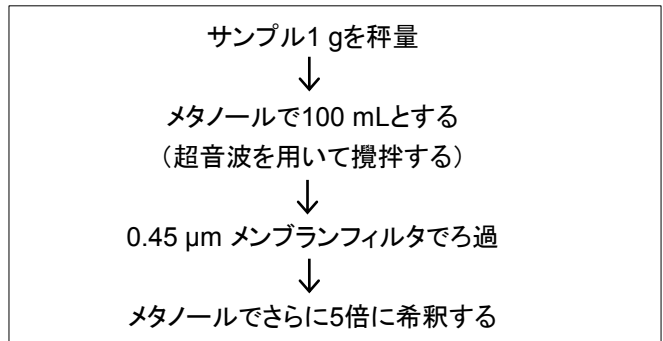 サンプル1 gを秤量
↓
メタノールで100 mLとする
（超音波を用いて攪拌する）
↓
0.45 µm メンブランフィルタでろ過
↓
メタノールでさらに5倍に希釈する